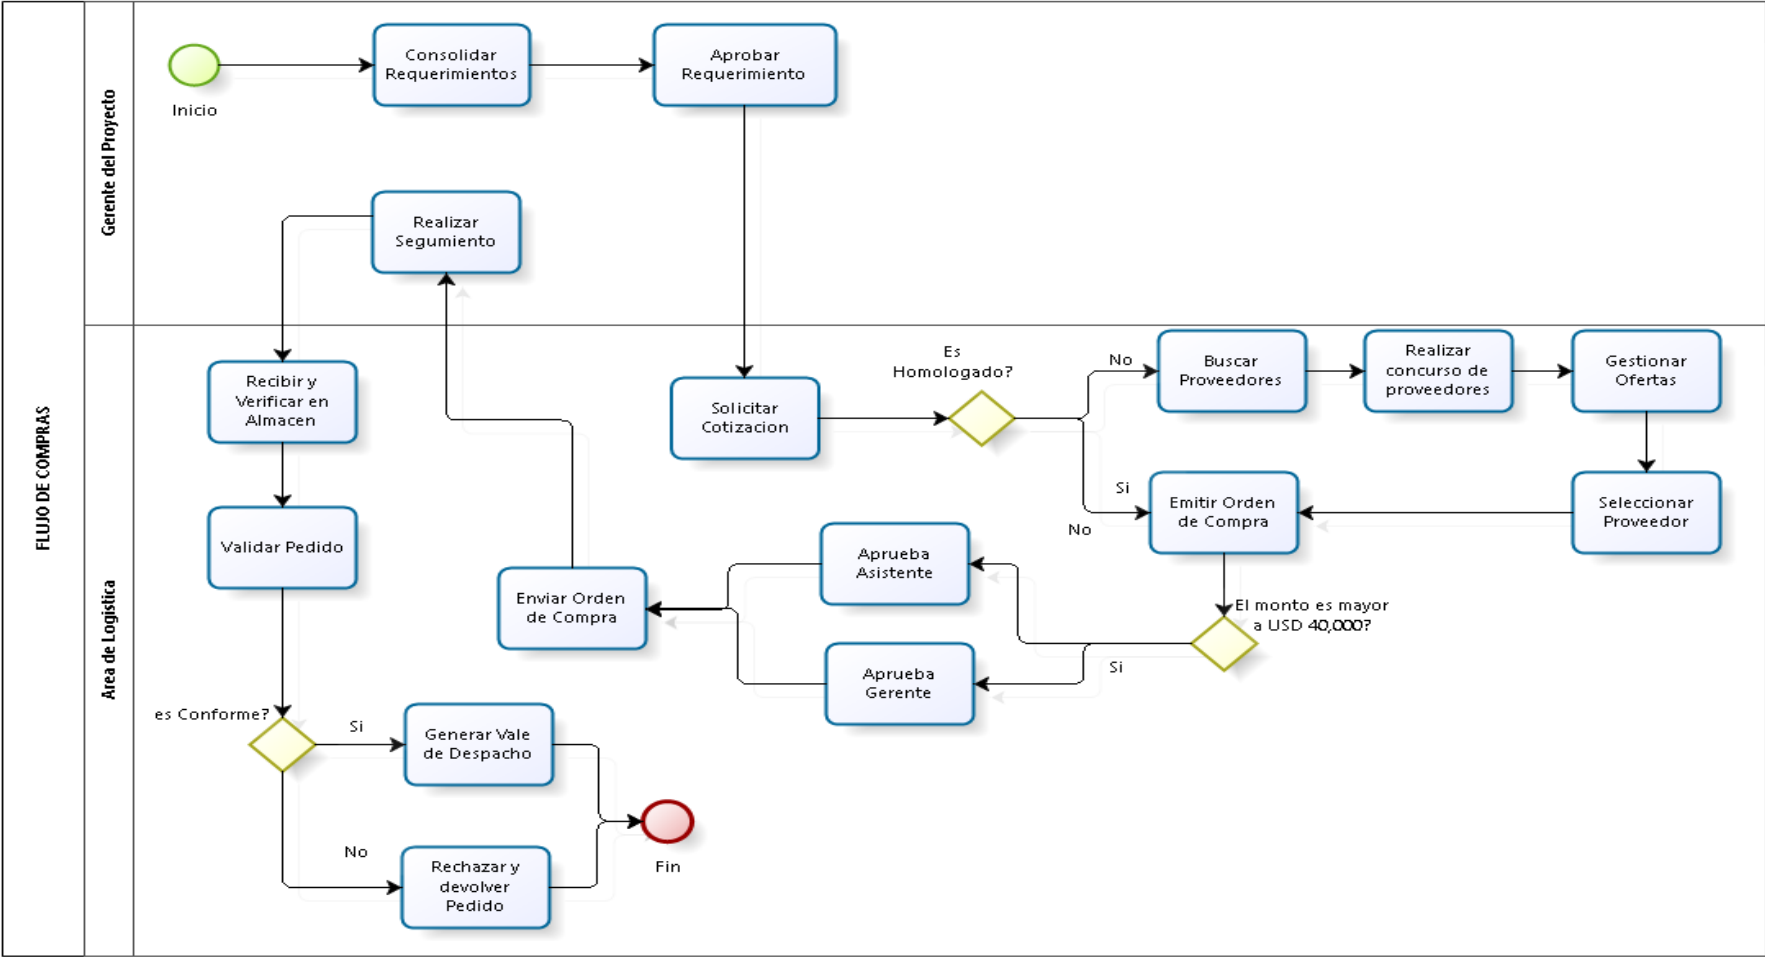 FLUJO DE COMPRAS
Gerente del Proyecto
Inicio
Consolidar
Requerimientos
Aprobar
Requerimiento
Realizar
Segumiento
Area de Logistica
Recibir y
Verificar en
Almacen
Validar Pedido
es Conforme?
Si
No
Generar Vale
de Despacho
Rechazar y
devolver
Pedido
Fin
Enviar Orden
de Compra
Aprueba
Asistente
Aprueba
Gerente
Solicitar
Cotizacion
Es
Homologado?
No
Si
No
Buscar
Proveedores
Realizar
concurso de
proveedores
Gestionar
Ofertas
Seleccionar
Proveedor
Emitir Orden
de Compra
El monto es mayor
a USD 40,000?
Si